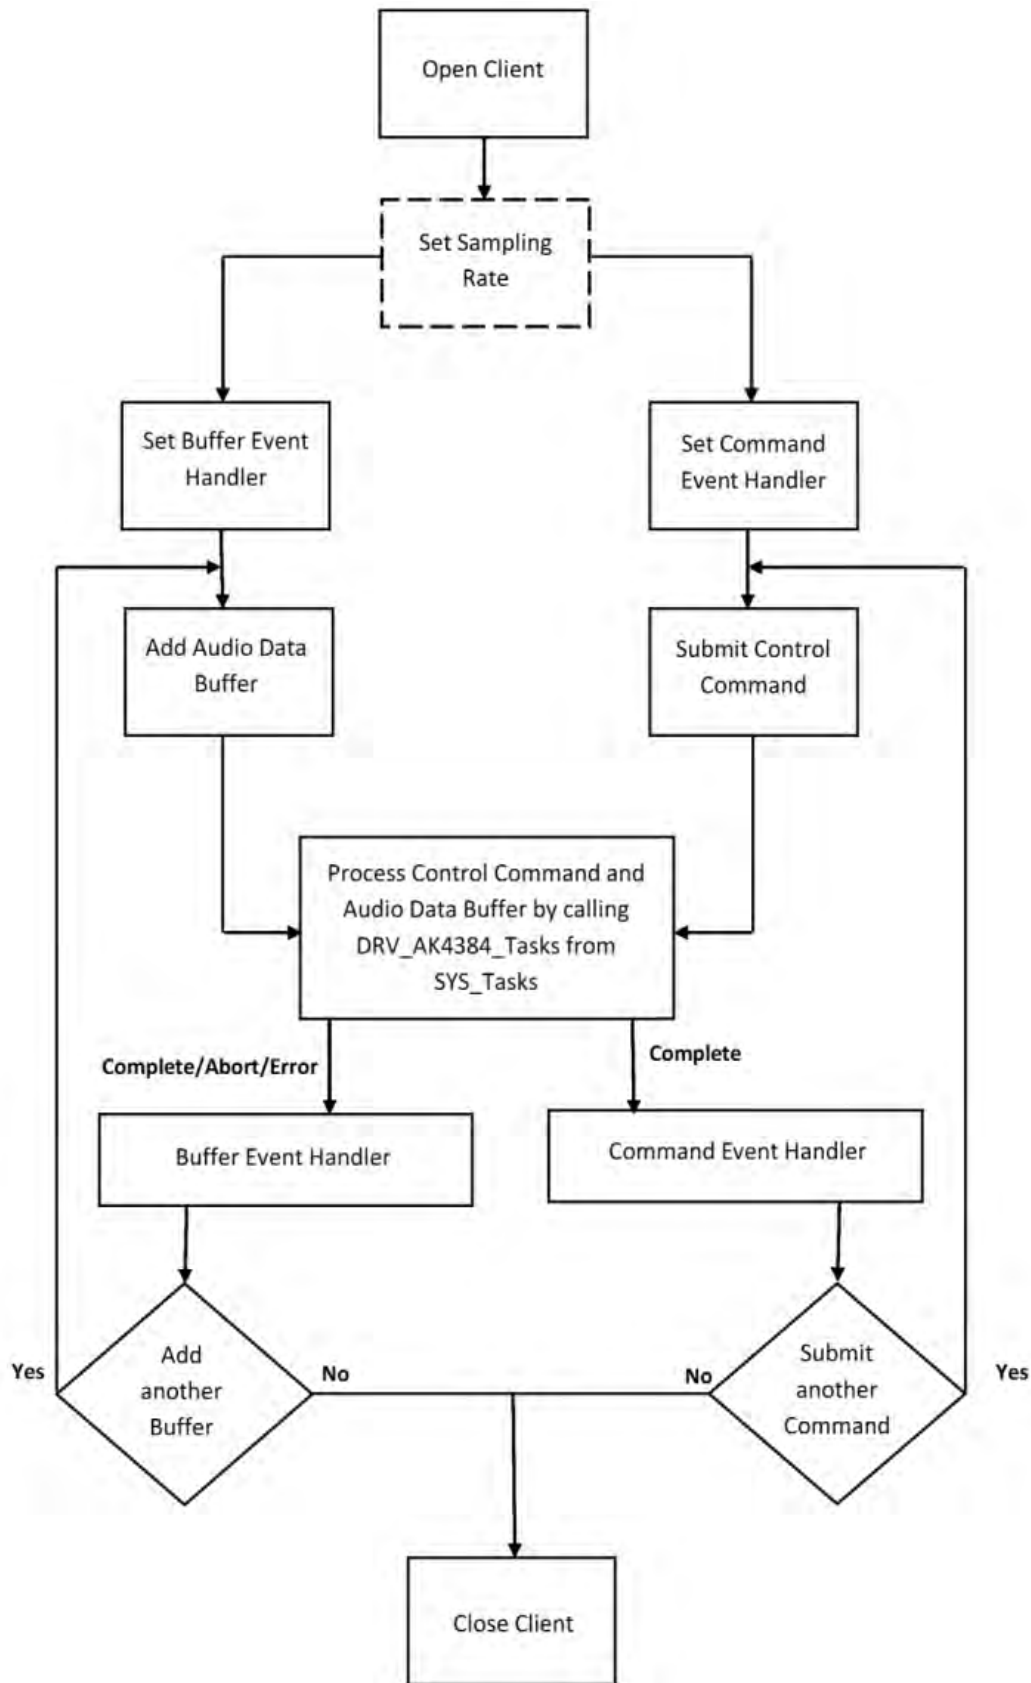 Open Client
Set Sampling
Rate
Set Buffer Event
Handler
Set Command
Event Handler
Add Audio Data
Buffer
Submit Control
Command
Process Control Command and
Audio Data Buffer by calling
DRV_AK4384_Tasks from
SYS_Tasks
Complete/Abort/Error
Complete
Buffer Event Handler
Command Event Handler
Yes
Add
another
Buffer
No
No
Submit
another
Command
Yes
Close Client